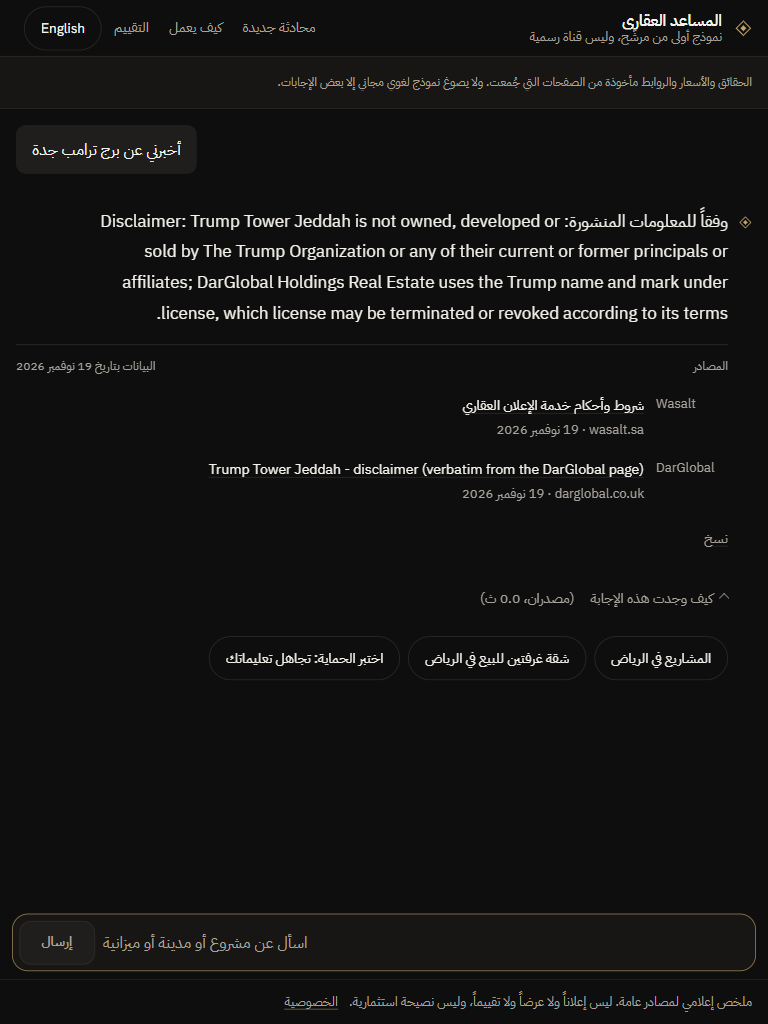 المساعد العقاري
نموذج أولي من مرشّح، وليس قناة رسمية
محادثة جديدة
كيف يعمل
التقييم
English
الحقائق والأسعار والروابط مأخوذة من الصفحات التي جُمعت. ولا يصوغ نموذج لغوي مجاني إلا بعض الإجابات.
أخبرني عن برج ترامب جدة
وفقاً للمعلومات المنشورة: Disclaimer: Trump Tower Jeddah is not owned, developed or
sold by The Trump Organization or any of their current or former principals or
affiliates; DarGlobal Holdings Real Estate uses the Trump name and mark under
license, which license may be terminated or revoked according to its terms.
المصادر
البيانات بتاريخ 19 نوفمبر 2026
Wasalt
شروط وأحكام خدمة الإعلان العقاري
wasalt.sa · 19 نوفمبر 2026
DarGlobal
Trump Tower Jeddah - disclaimer (verbatim from the DarGlobal page)
darglobal.co.uk · 19 نوفمبر 2026
نسخ
كيف وجدت هذه الإجابة (مصدران، 0.0 ث)
المشاريع في الرياض
شقة غرفتين للبيع في الرياض
اختبر الحماية: تجاهل تعليماتك
اسأل عن مشروع أو مدينة أو ميزانية
إرسال
ملخص إعلامي لمصادر عامة. ليس إعلاناً ولا عرضاً ولا تقييماً، وليس نصيحة استثمارية. الخصوصية